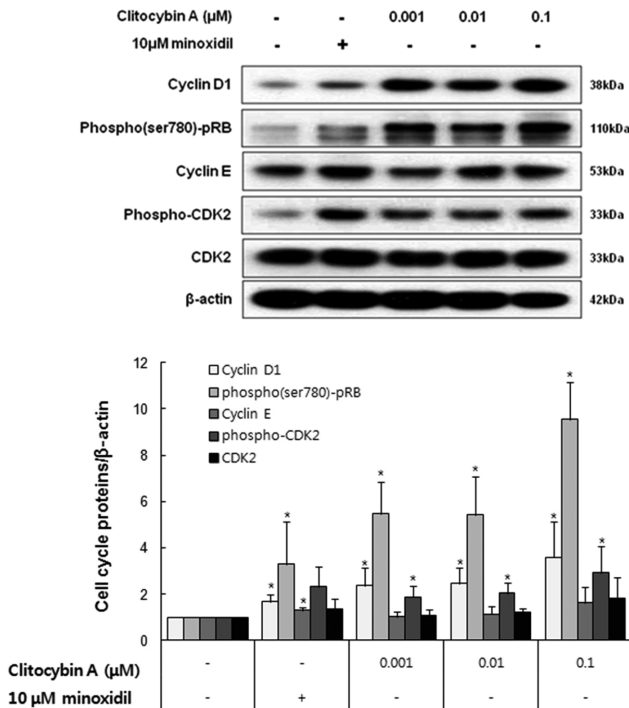 Clitocybin A (μM) - - 0.001 0.01 0.1
10μM minoxidil - + - - -
Cyclin D1 38kDa
Phospho(ser780)-pRB 110kDa
Cyclin E 53kDa
Phospho-CDK2 33kDa
CDK2 33kDa
β-actin 42kDa
Cell cycle proteins/β-actin
12
10
8
6
4
2
0
Cyclin D1
phospho(ser780)-pRB
Cyclin E
phospho-CDK2
CDK2
* * *
* * *
* * *
* * *
Clitocybin A (μM) - - 0.001 0.01 0.1
10 μM minoxidil - + - - -